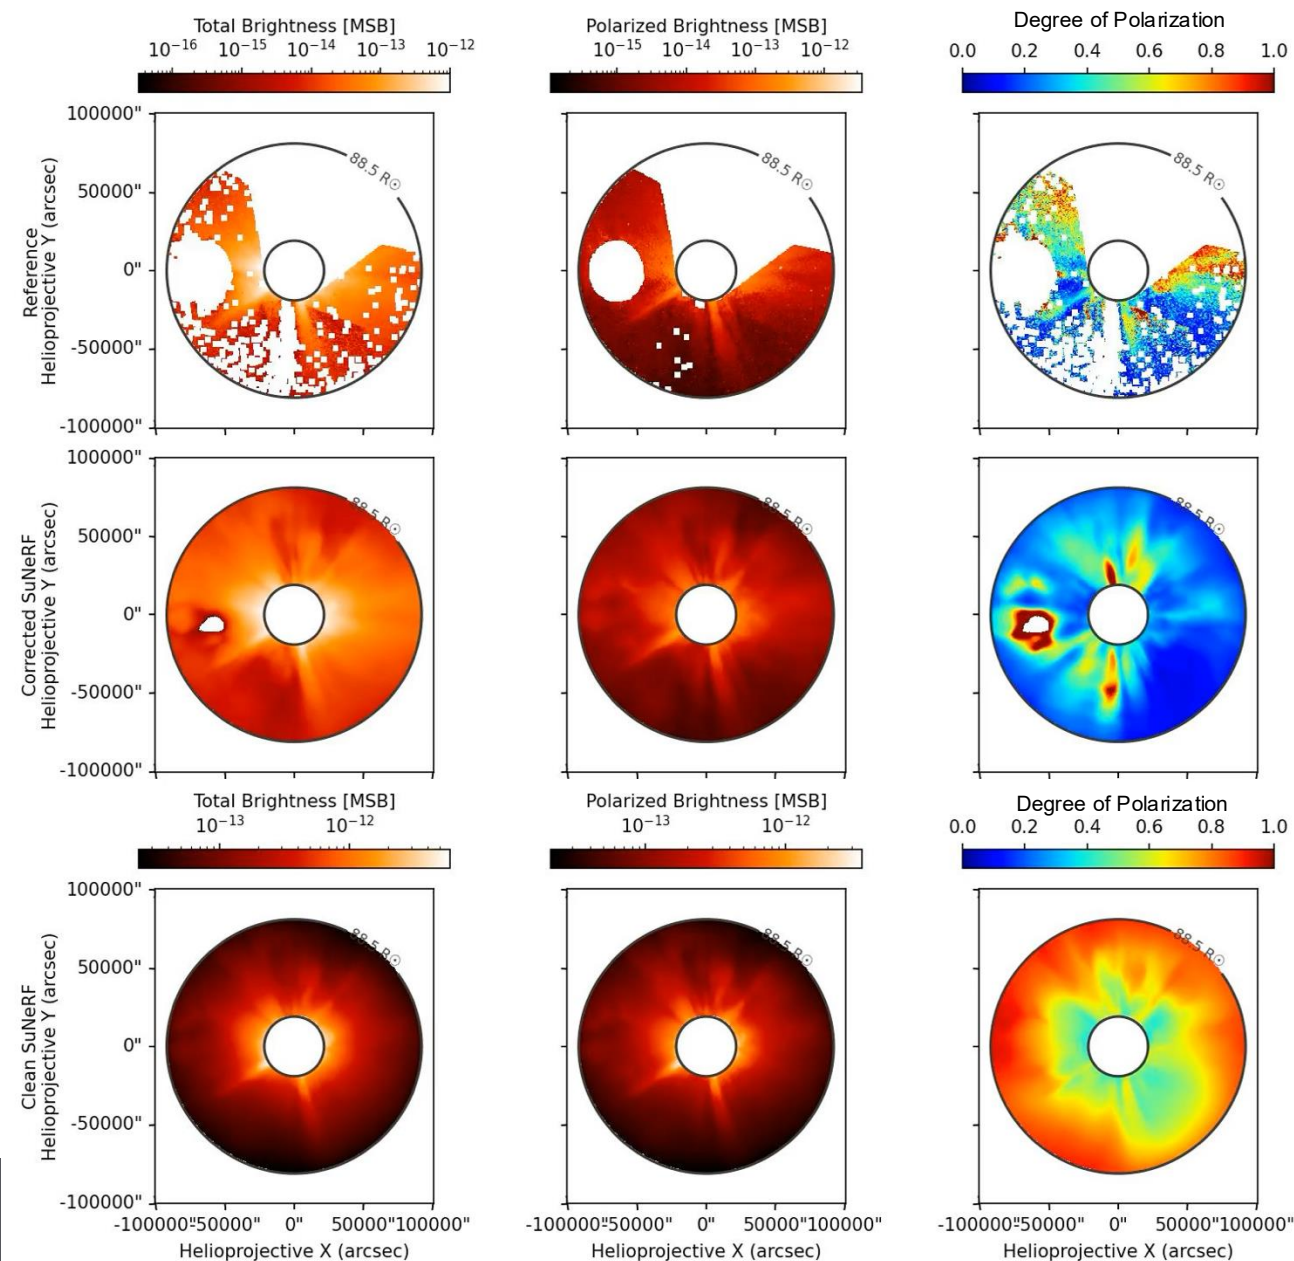 Total Brightness [MSB] Polarized Brightness [MSB] Degree of Polarization
10⁻¹⁶ 10⁻¹⁵ 10⁻¹⁴ 10⁻¹³ 10⁻¹² 10⁻¹⁵ 10⁻¹⁴ 10⁻¹³ 10⁻¹² 0.0 0.2 0.4 0.6 0.8 1.0
Reference
Helioprojective Y (arcsec)
100000"
50000"
0"
-50000"
-100000"
88.5 R☉
88.5 R☉
88.5 R☉
Corrected SuNeRF
Helioprojective Y (arcsec)
100000"
50000"
0"
-50000"
-100000"
88.5 R☉
88.5 R☉
88.5 R☉
Total Brightness [MSB] Polarized Brightness [MSB] Degree of Polarization
10⁻¹³ 10⁻¹² 10⁻¹³ 10⁻¹² 0.0 0.2 0.4 0.6 0.8 1.0
Clean SuNeRF
Helioprojective Y (arcsec)
100000"
50000"
0"
-50000"
-100000"
88.5 R☉
88.5 R☉
88.5 R☉
-100000" -50000" 0" 50000" 100000" -100000" -50000" 0" 50000" 100000" -100000" -50000" 0" 50000" 100000"
Helioprojective X (arcsec) Helioprojective X (arcsec) Helioprojective X (arcsec)